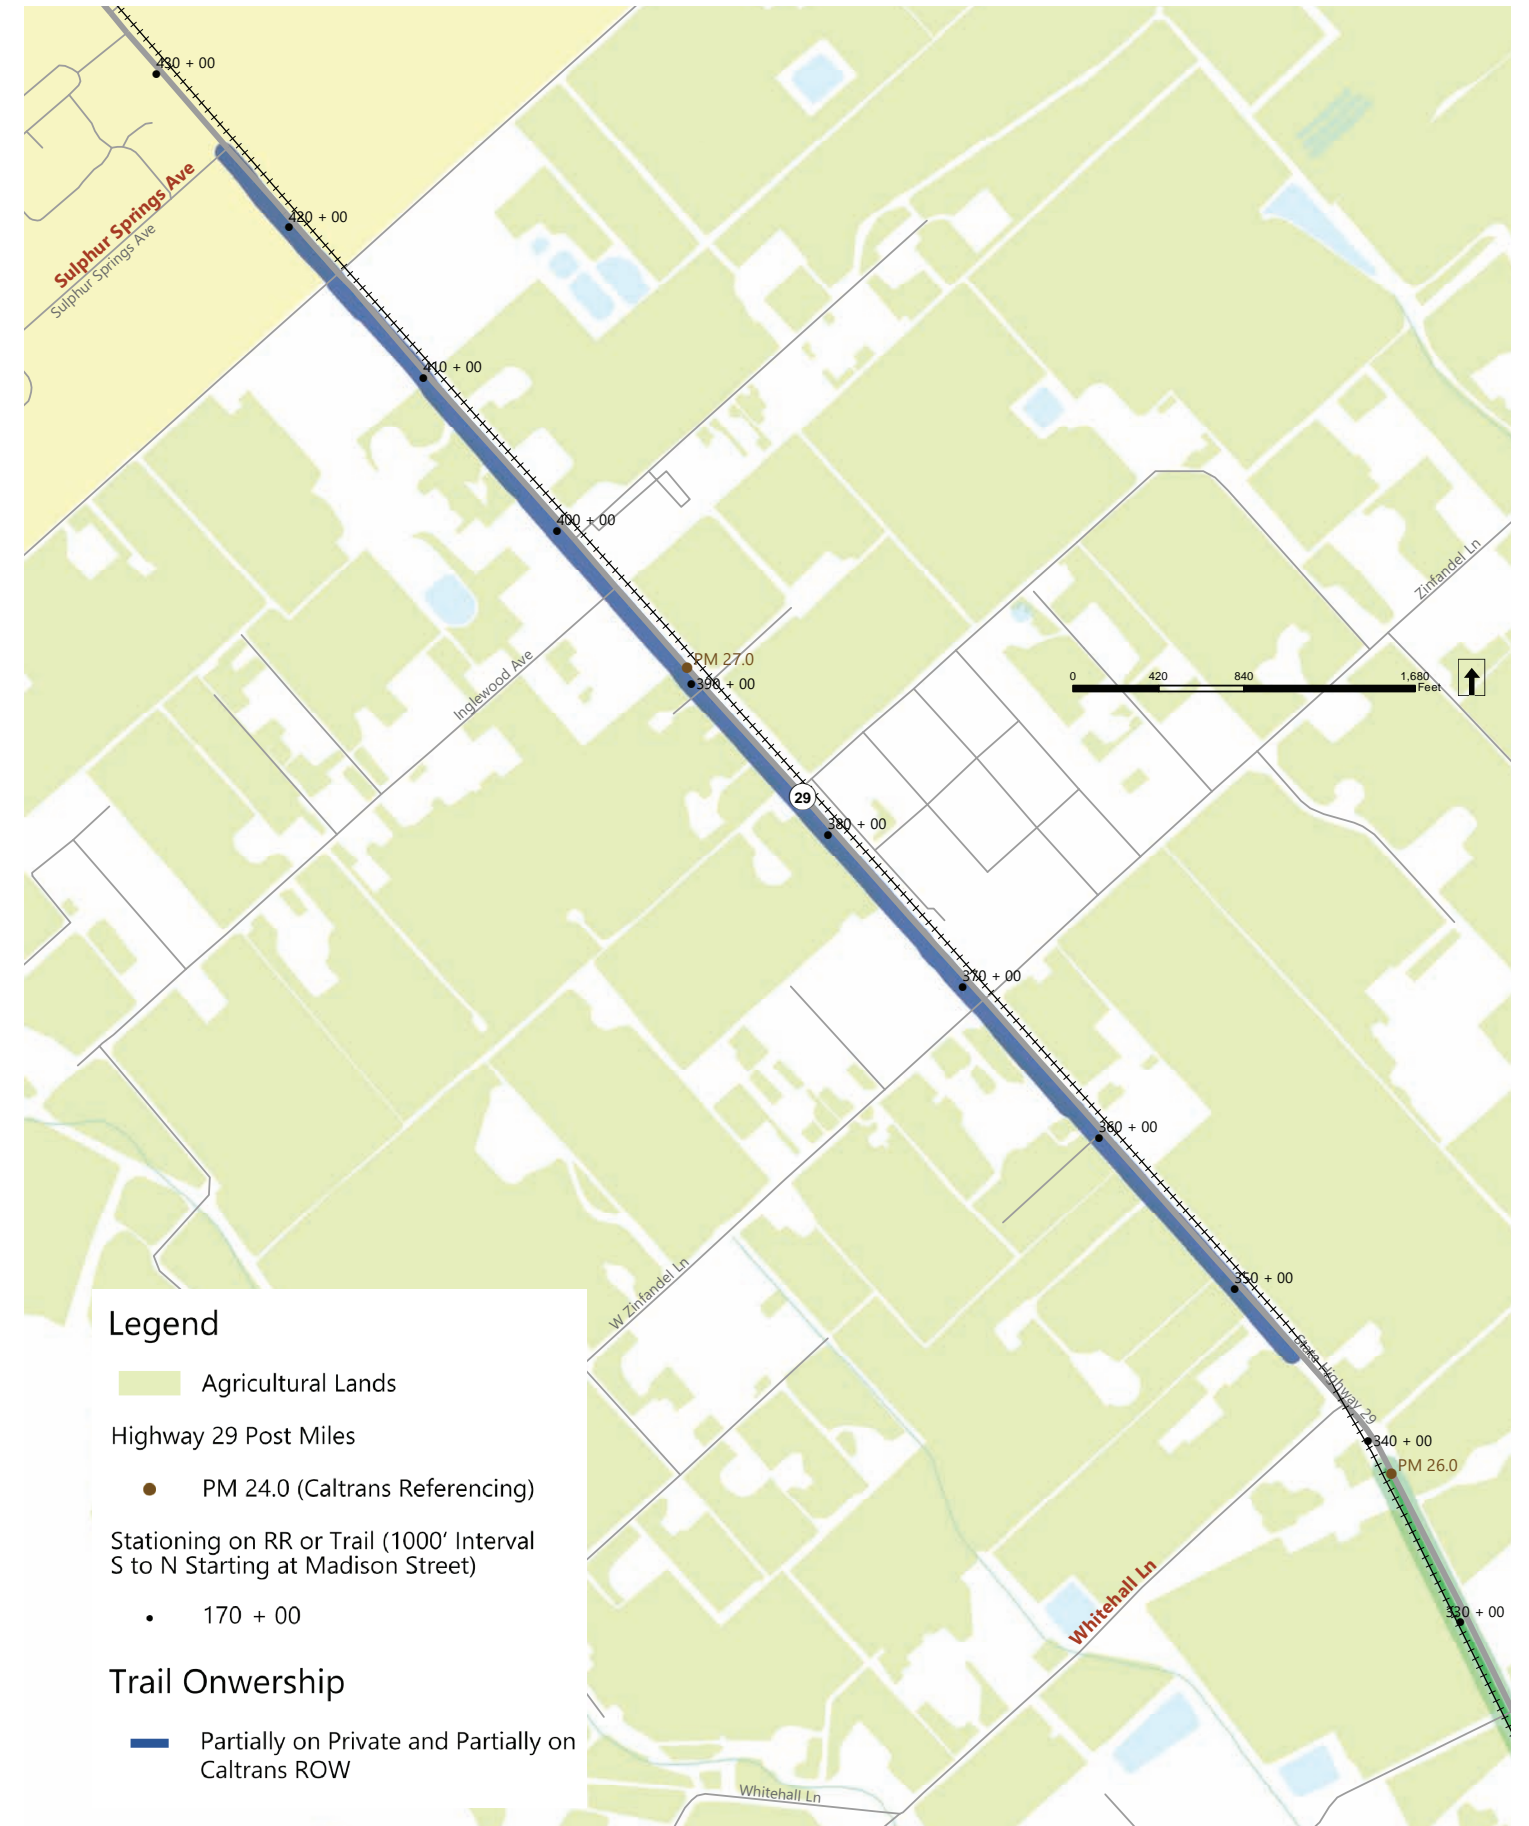 430 + 00
Sulphur Springs Ave
Sulphur Springs Ave
420 + 00
410 + 00
400 + 00
Zinfandel Ln
Inglewood Ave
PM 27.0
390 + 00
0 420 840 1,680
Feet
29
380 + 00
370 + 00
360 + 00
350 + 00
W Zinfandel Ln
State Highway 29
340 + 00
PM 26.0
Whitehall Ln
330 + 00
Whitehall Ln
Legend
Agricultural Lands
Highway 29 Post Miles
PM 24.0 (Caltrans Referencing)
Stationing on RR or Trail (1000’ Interval
S to N Starting at Madison Street)
170 + 00
Trail Onwership
Partially on Private and Partially on
Caltrans ROW